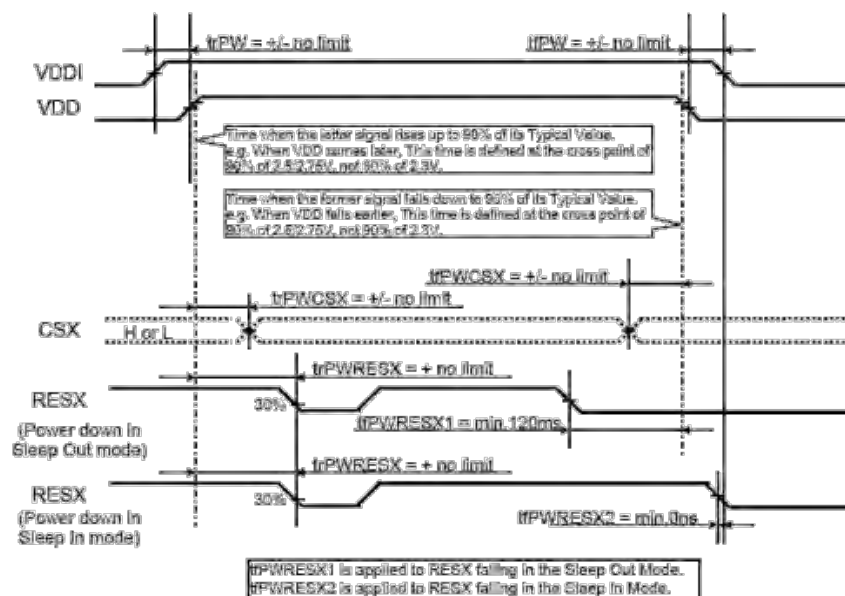 trPW = +/- no limit
tfPW = +/- no limit
VDDI
VDD
Time when the latter signal rises up to 90% of its Typical Value.
e.g. When VDD comes later, This time is defined at the cross point of
90% of 2.5/2.75V, not 90% of 2.3V.
Time when the former signal falls down to 90% of its Typical Value.
e.g. When VDD falls earlier, This time is defined at the cross point of
90% of 2.5/2.75V, not 90% of 2.3V.
tfPWCSX = +/- no limit
trPWCSX = +/- no limit
CSX
H or L
trPWRESX = + no limit
RESX
30%
(Power down in
Sleep Out mode)
tfPWRESX1 = min.120ms
trPWRESX = + no limit
RESX
30%
(Power down in
Sleep In mode)
tfPWRESX2 = min.0ns
tfPWRESX1 is applied to RESX falling in the Sleep Out Mode.
tfPWRESX2 is applied to RESX falling in the Sleep In Mode.